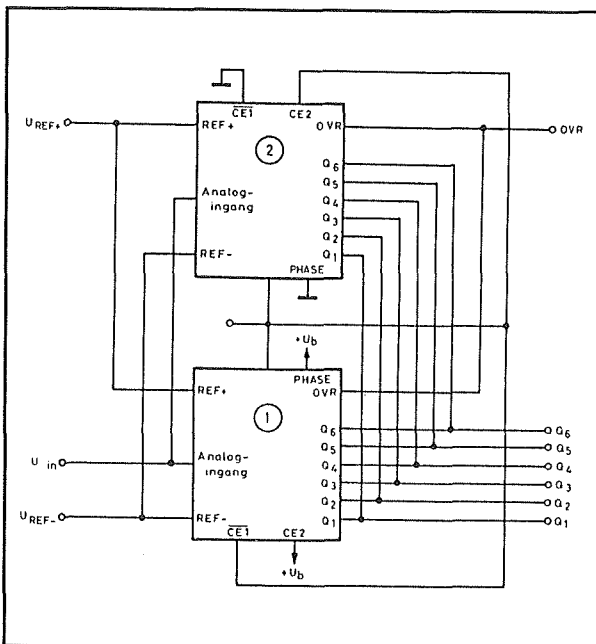 CE1 CE2
U REF+ REF+ OVR OVR
2
Q6
Q5
Analog-
ingang
Q4
Q3
Q2
REF- Q1
PHASE
+Ub
PHASE
REF+ OVR
1
Q6 Q6
Q5 Q5
U in Analog-
ingang
Q4 Q4
Q3 Q3
Q2 Q2
U REF- REF- Q1 Q1
CE1 CE2
+Ub